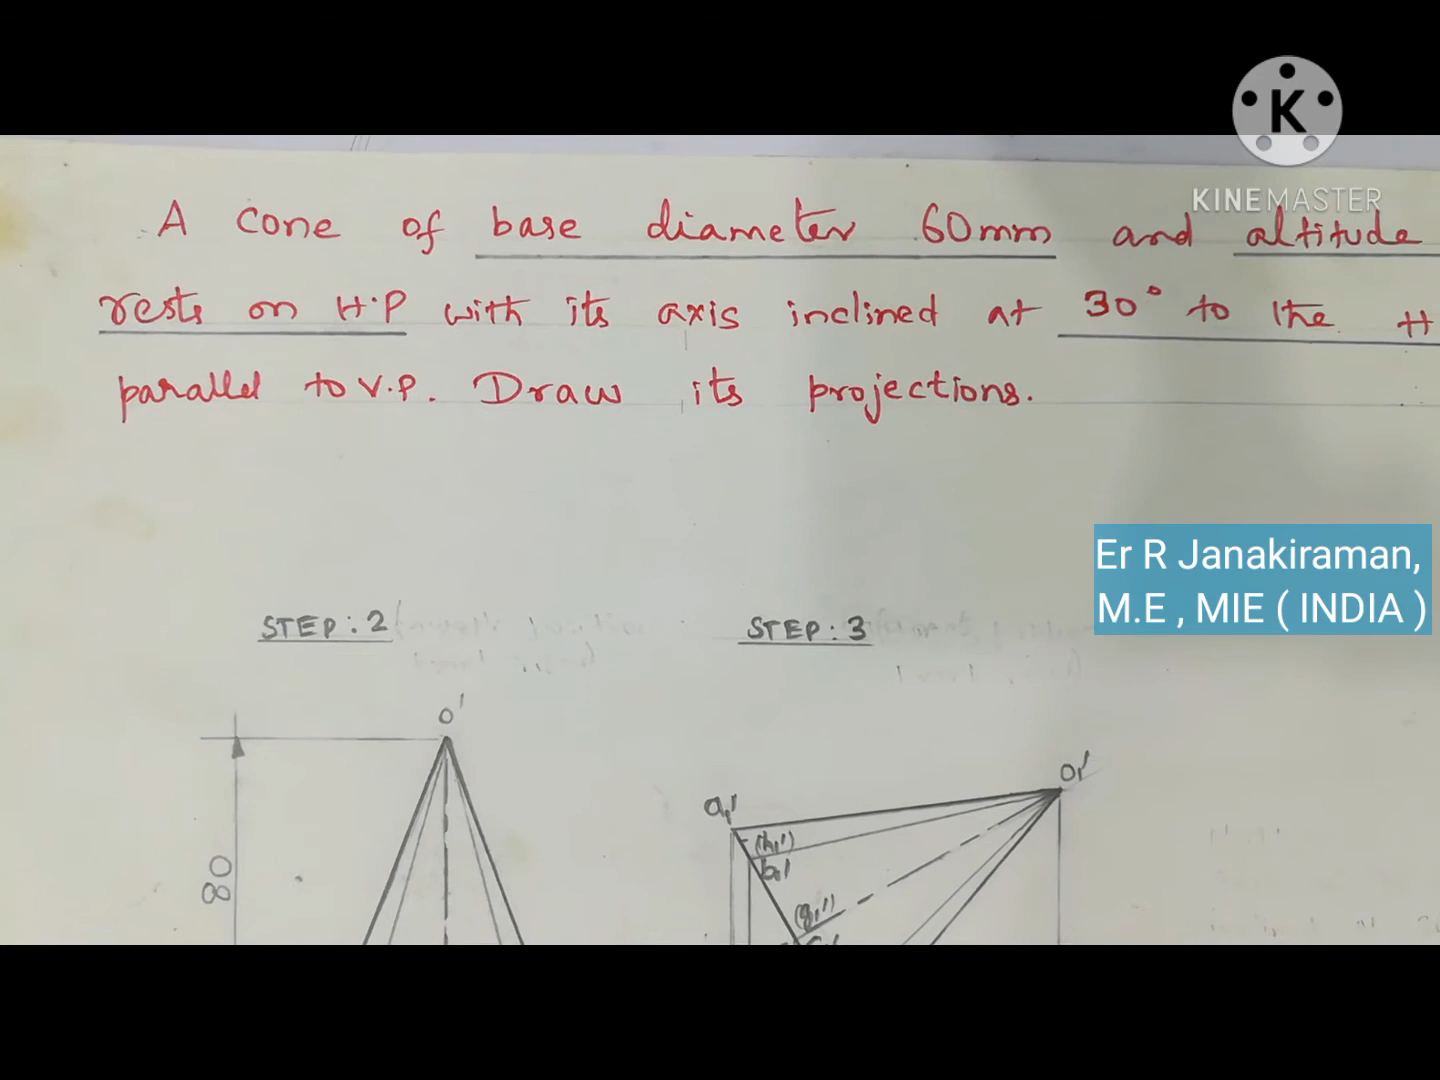 KINEMASTER
A cone of base diameter 60mm and altitude
rests on H.P with its axis inclined at 30° to the H
parallel to V.P. Draw its projections.
Er R Janakiraman,
M.E , MIE ( INDIA )
STEP : 2
STEP : 3
o'
o1'
a1'
(h1')
b1'
(g1')
80